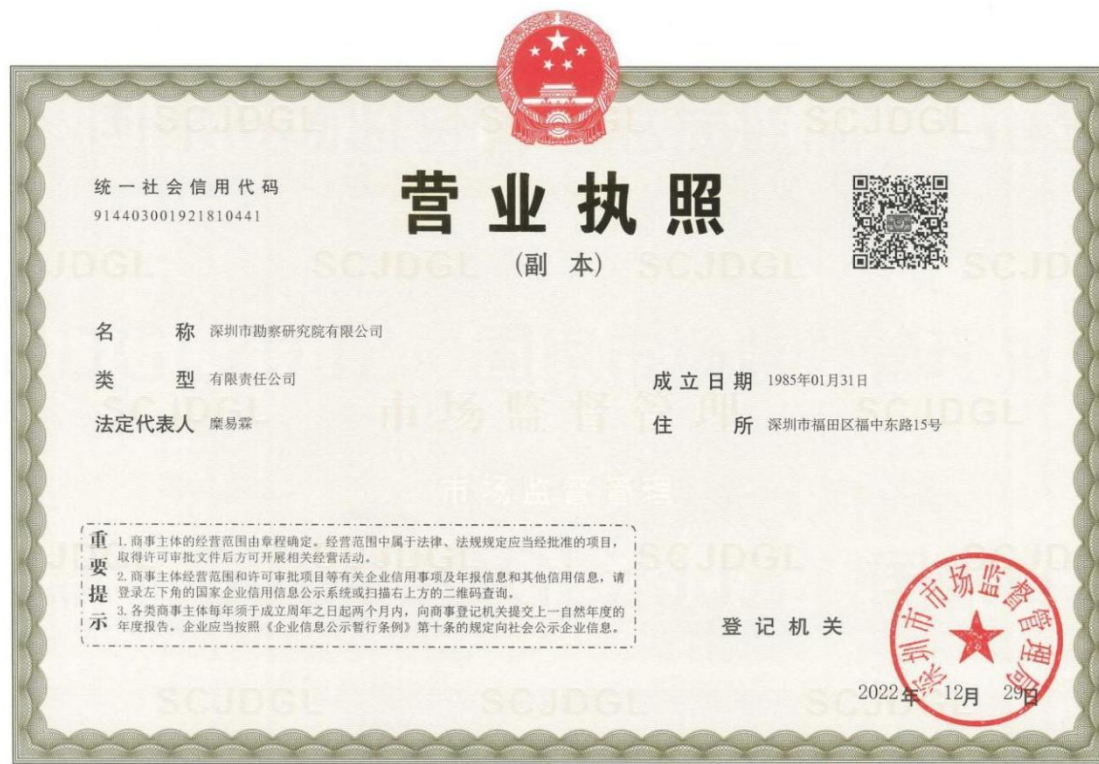 统一社会信用代码
914403001921810441
营业执照
(副 本)
名 称 深圳市勘察研究院有限公司
类 型 有限责任公司
成立日期 1985年01月31日
法定代表人 糜易霖
住 所 深圳市福田区福中东路15号
重要提示
1. 商事主体的经营范围由章程确定。经营范围中属于法律、法规规定应当经批准的项目，
取得许可审批文件后方可开展相关经营活动。
2. 商事主体经营范围和许可审批项目等有关企业信用事项及年报信息和其他信用信息，请
登录左下角的国家企业信用信息公示系统或扫描右上方的二维码查询。
3. 各类商事主体每年须于成立周年之日起两个月内，向商事登记机关提交上一自然年度的
年度报告。企业应当按照《企业信息公示暂行条例》第十条的规定向社会公示企业信息。
登记机关
深圳市市场监督管理局
2022年 12月 29日
SCJDGL
市场监督管理
市场监督管理